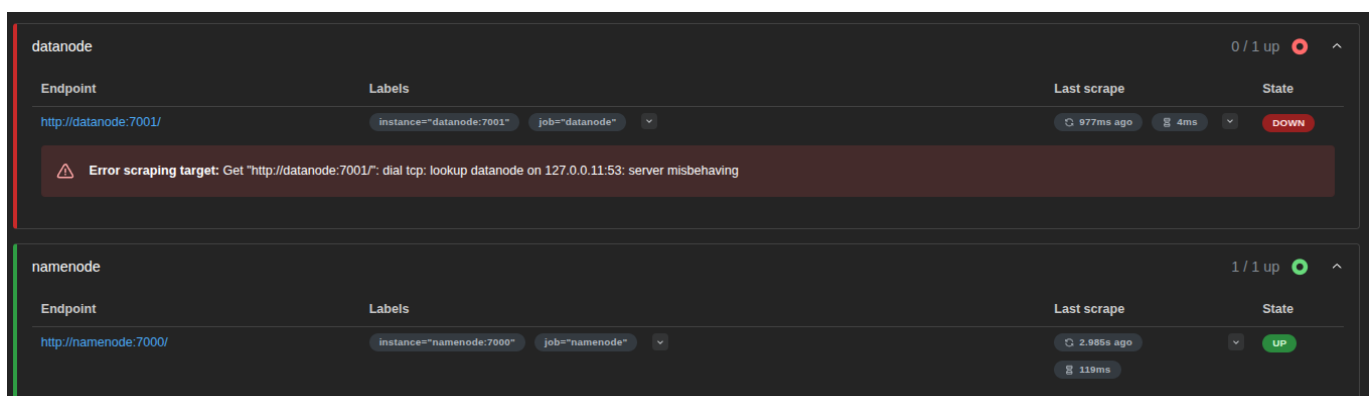 datanode 0 / 1 up
Endpoint Labels Last scrape State
http://datanode:7001/ instance="datanode:7001" job="datanode" 977ms ago 4ms DOWN
Error scraping target: Get "http://datanode:7001/": dial tcp: lookup datanode on 127.0.0.11:53: server misbehaving
namenode 1 / 1 up
Endpoint Labels Last scrape State
http://namenode:7000/ instance="namenode:7000" job="namenode" 2.985s ago UP
119ms